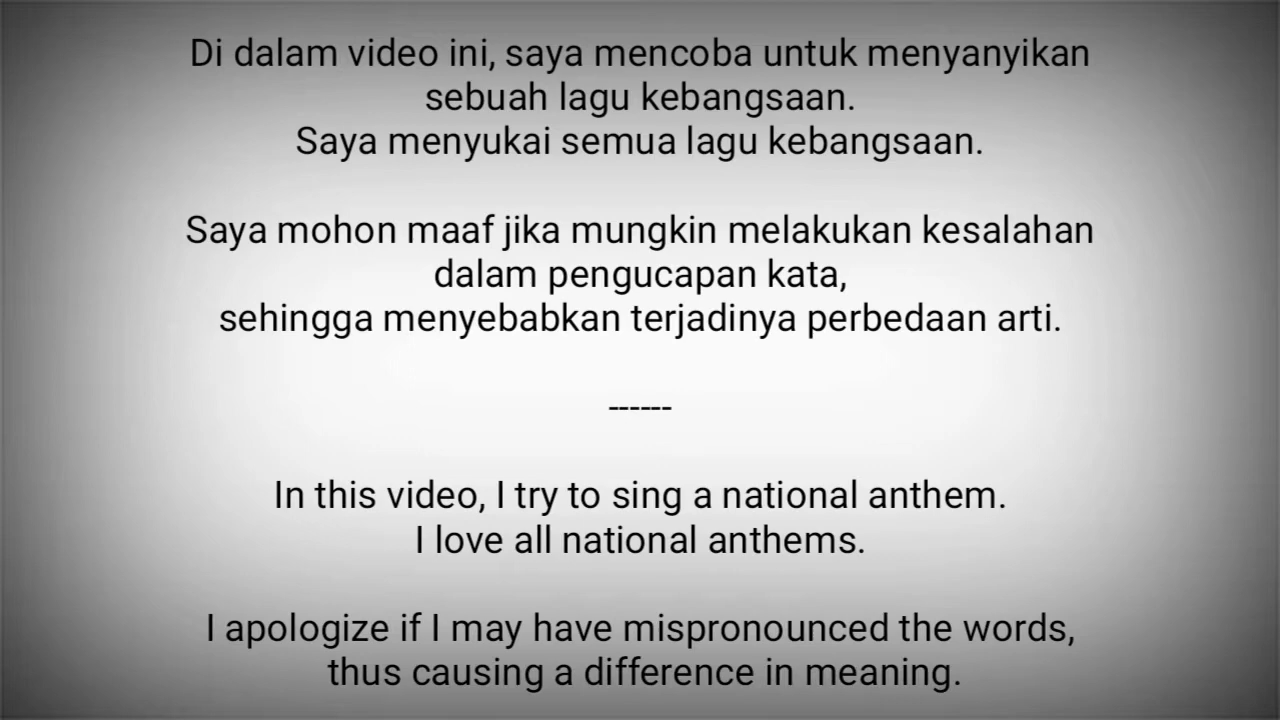 Di dalam video ini, saya mencoba untuk menyanyikan
sebuah lagu kebangsaan.
Saya menyukai semua lagu kebangsaan.
Saya mohon maaf jika mungkin melakukan kesalahan
dalam pengucapan kata,
sehingga menyebabkan terjadinya perbedaan arti.
------
In this video, I try to sing a national anthem.
I love all national anthems.
I apologize if I may have mispronounced the words,
thus causing a difference in meaning.